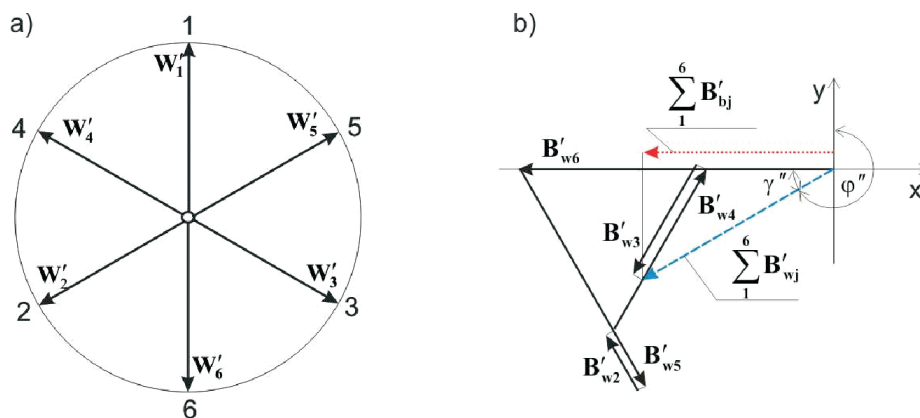 a)
1
W′₁
4
W′₄
W′₅
5
W′₂
2
W′₃
3
W′₆
6
b)
6
∑ B′bj
1
y
B′w6
γ″
φ″
x
B′w4
B′w3
6
∑ B′wj
1
B′w2
B′w5